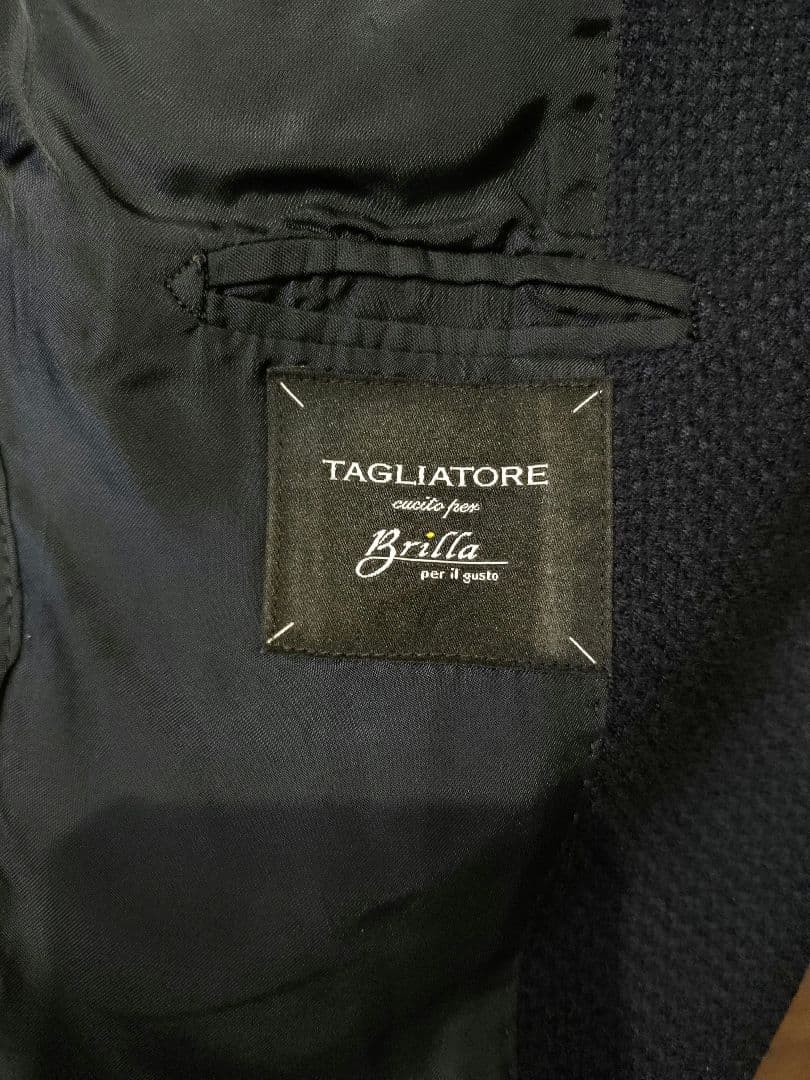 TAGLIATORE
cucito per
Brilla
per il gusto